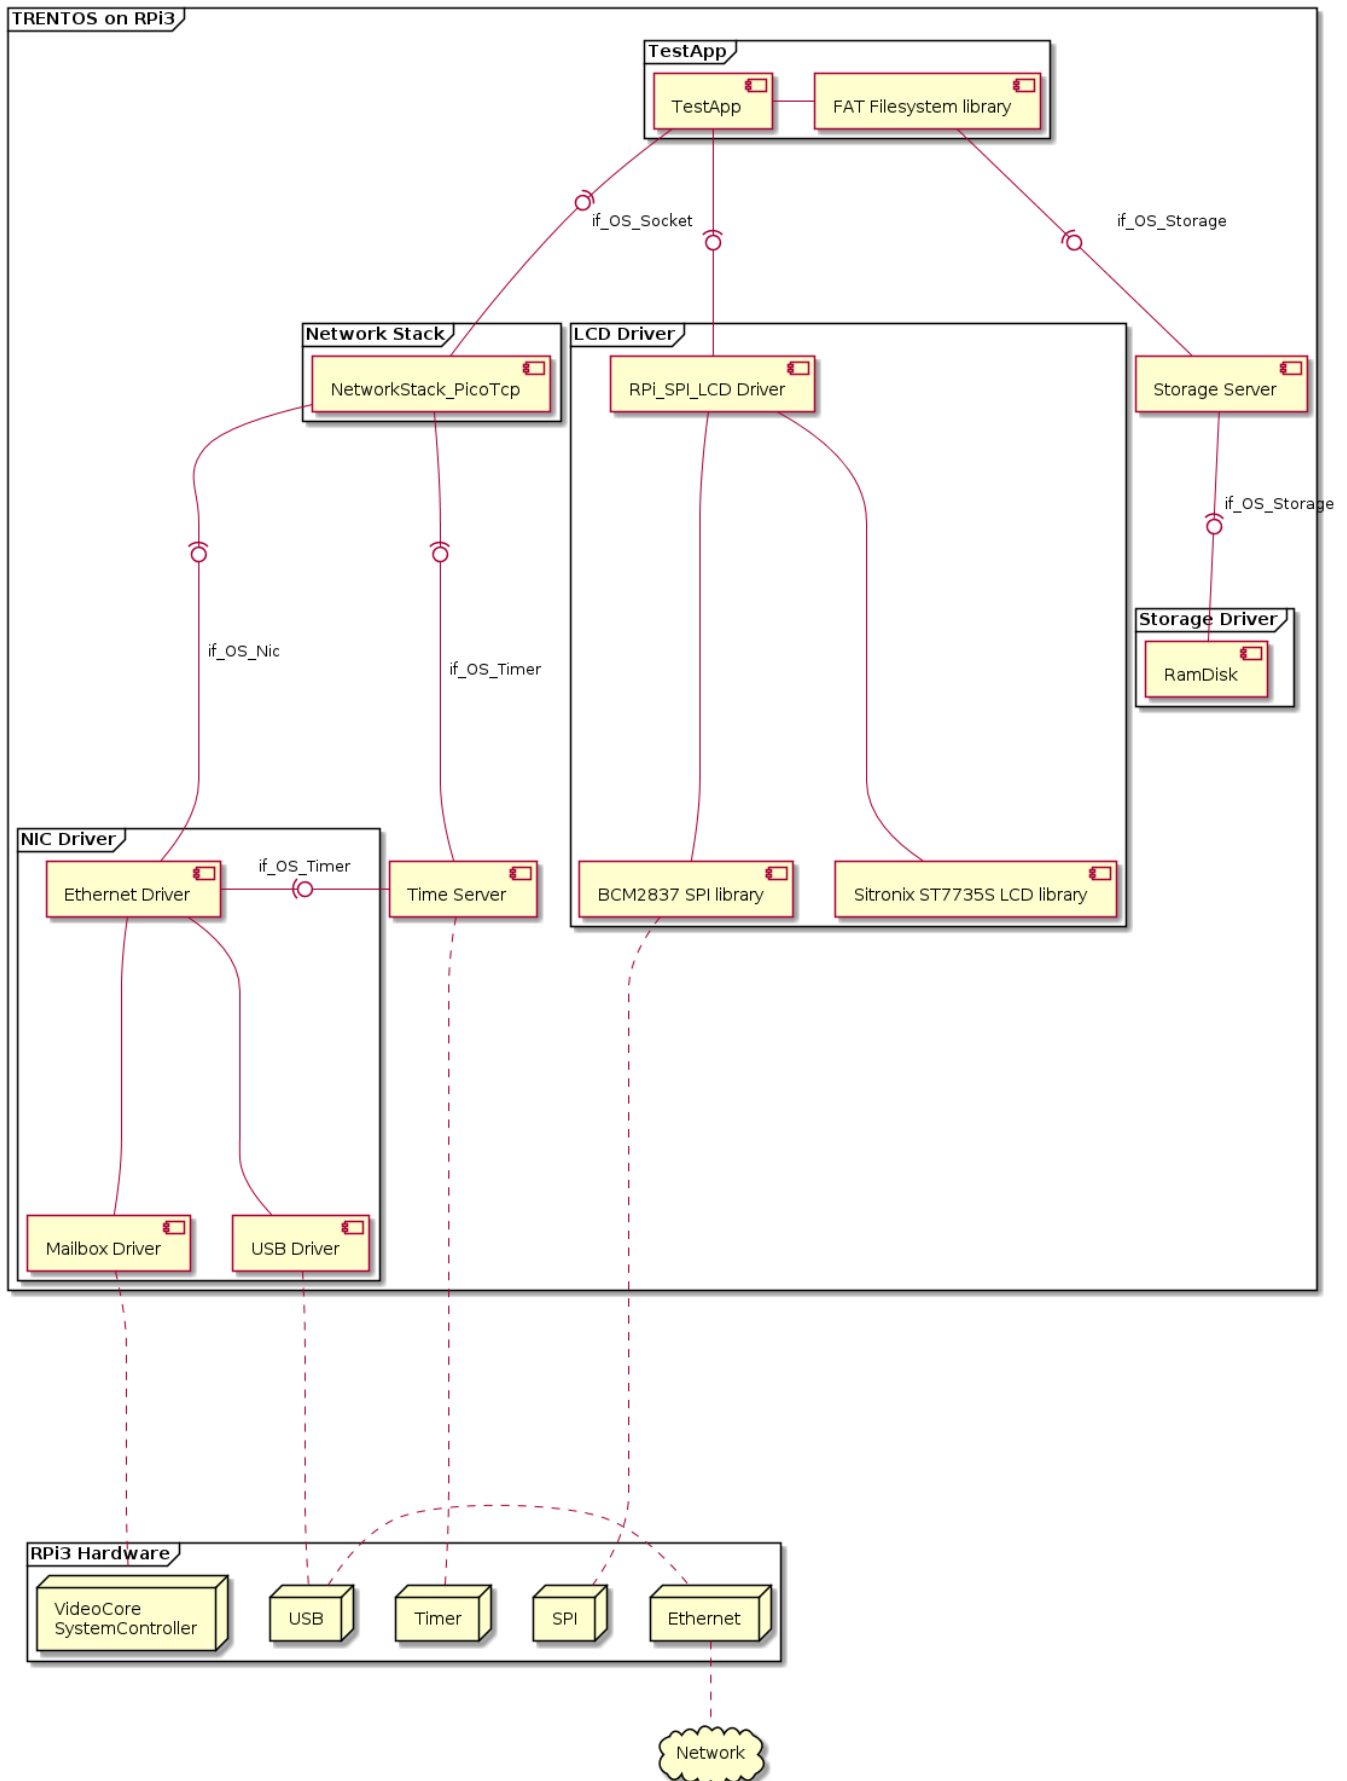 TRENTOS on RPi3
TestApp
TestApp
FAT Filesystem library
if_OS_Socket
if_OS_Storage
Network Stack
LCD Driver
NetworkStack_PicoTcp
RPi_SPI_LCD Driver
Storage Server
if_OS_Storage
Storage Driver
RamDisk
if_OS_Nic
if_OS_Timer
NIC Driver
if_OS_Timer
Ethernet Driver
Time Server
BCM2837 SPI library
Sitronix ST7735S LCD library
Mailbox Driver
USB Driver
RPi3 Hardware
VideoCore
SystemController
USB
Timer
SPI
Ethernet
Network